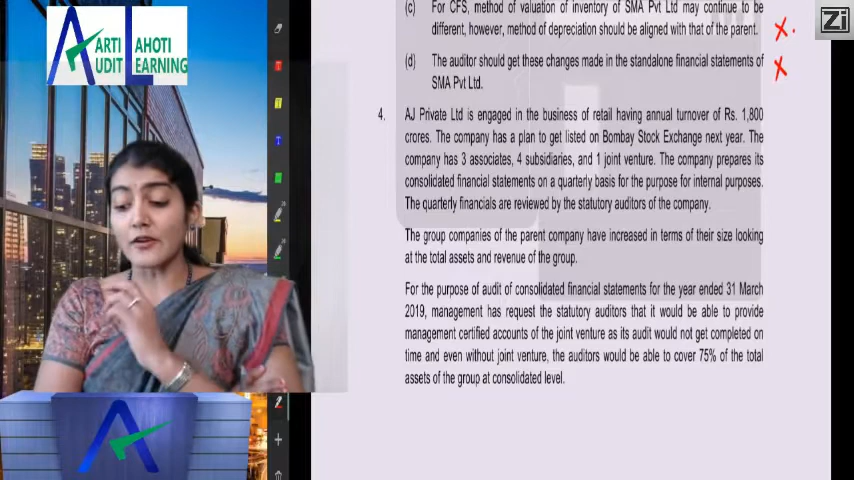 ARTI LAHOTI
AUDIT LEARNING
Zi
(c) For CFS, method of valuation of inventory of SMA Pvt Ltd may continue to be
different, however, method of depreciation should be aligned with that of the parent.
(d) The auditor should get these changes made in the standalone financial statements of
SMA Pvt Ltd.
4. AJ Private Ltd is engaged in the business of retail having annual turnover of Rs. 1,800
crores. The company has a plan to get listed on Bombay Stock Exchange next year. The
company has 3 associates, 4 subsidiaries, and 1 joint venture. The company prepares its
consolidated financial statements on a quarterly basis for the purpose for internal purposes.
The quarterly financials are reviewed by the statutory auditors of the company.
The group companies of the parent company have increased in terms of their size looking
at the total assets and revenue of the group.
For the purpose of audit of consolidated financial statements for the year ended 31 March
2019, management has request the statutory auditors that it would be able to provide
management certified accounts of the joint venture as its audit would not get completed on
time and even without joint venture, the auditors would be able to cover 75% of the total
assets of the group at consolidated level.